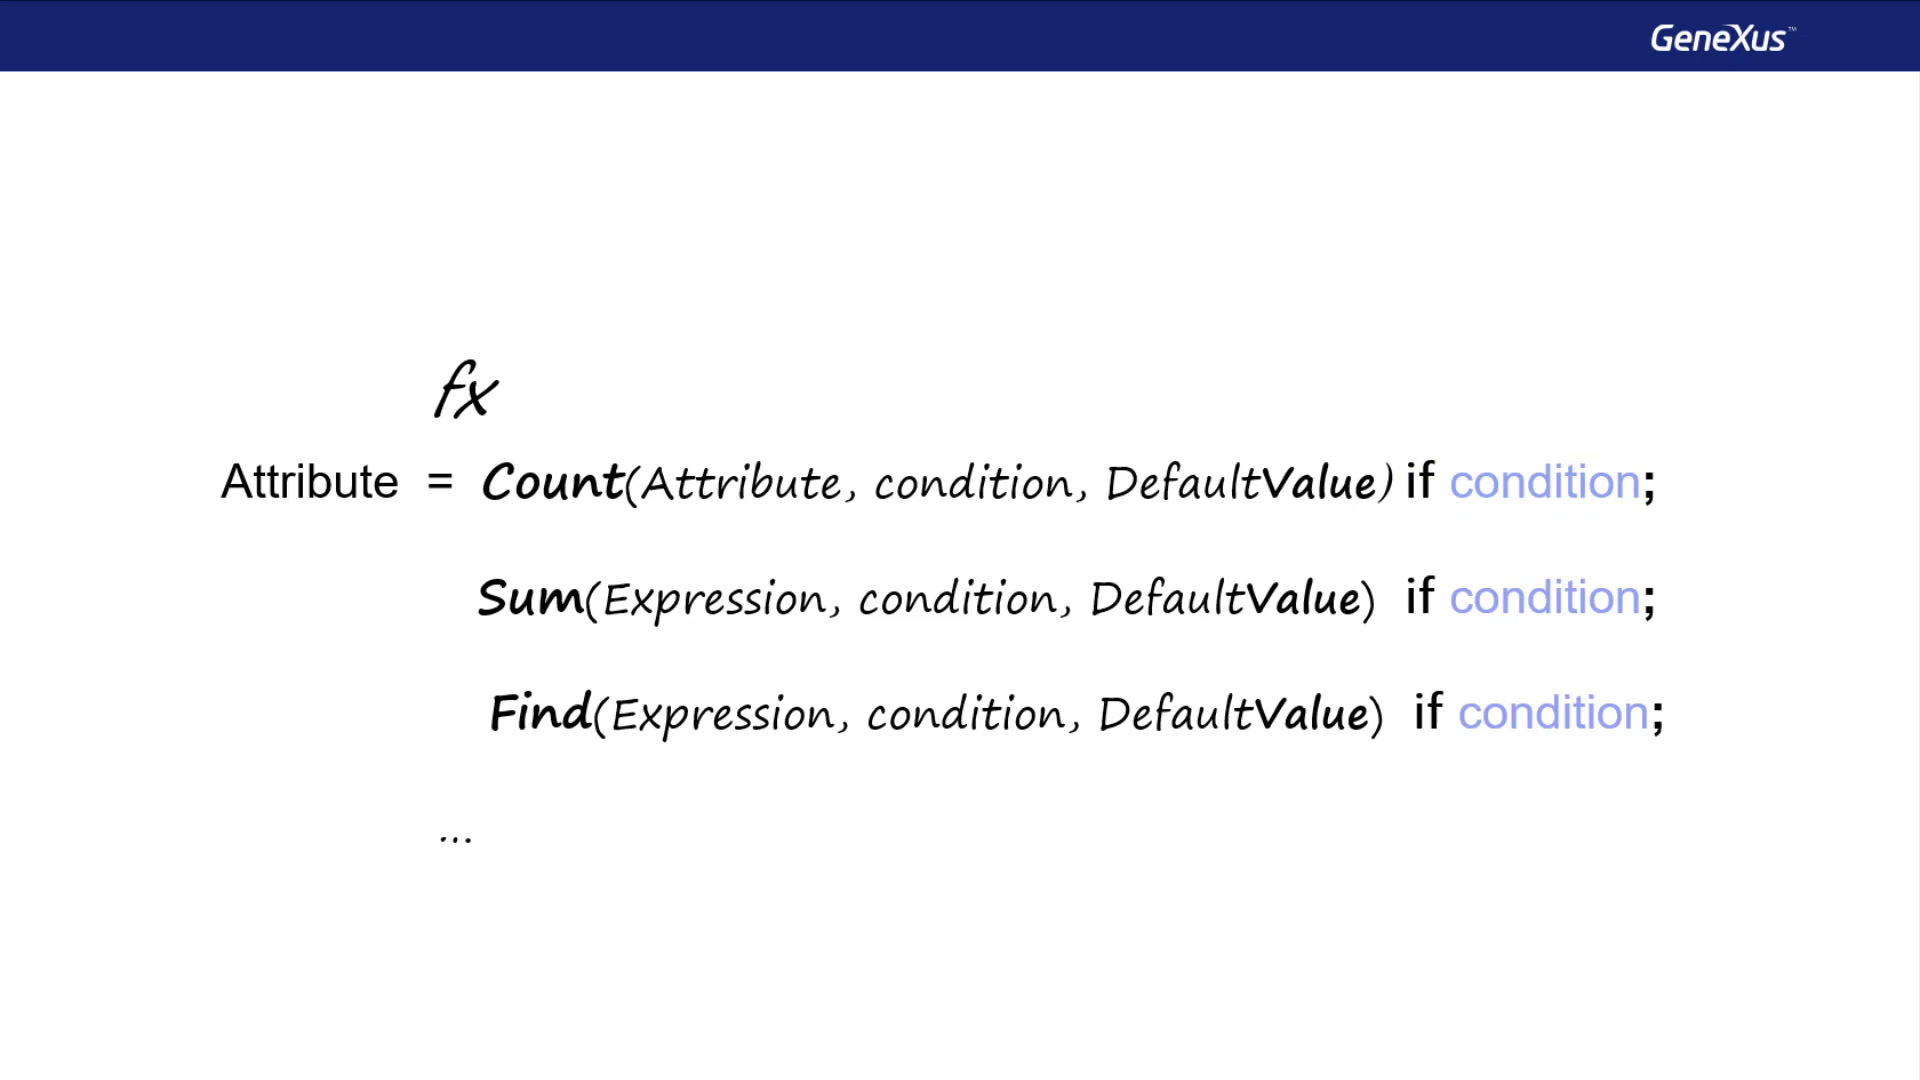 GeneXus™
fx
Attribute = Count(Attribute, condition, DefaultValue) if condition;
Sum(Expression, condition, DefaultValue) if condition;
Find(Expression, condition, DefaultValue) if condition;
...